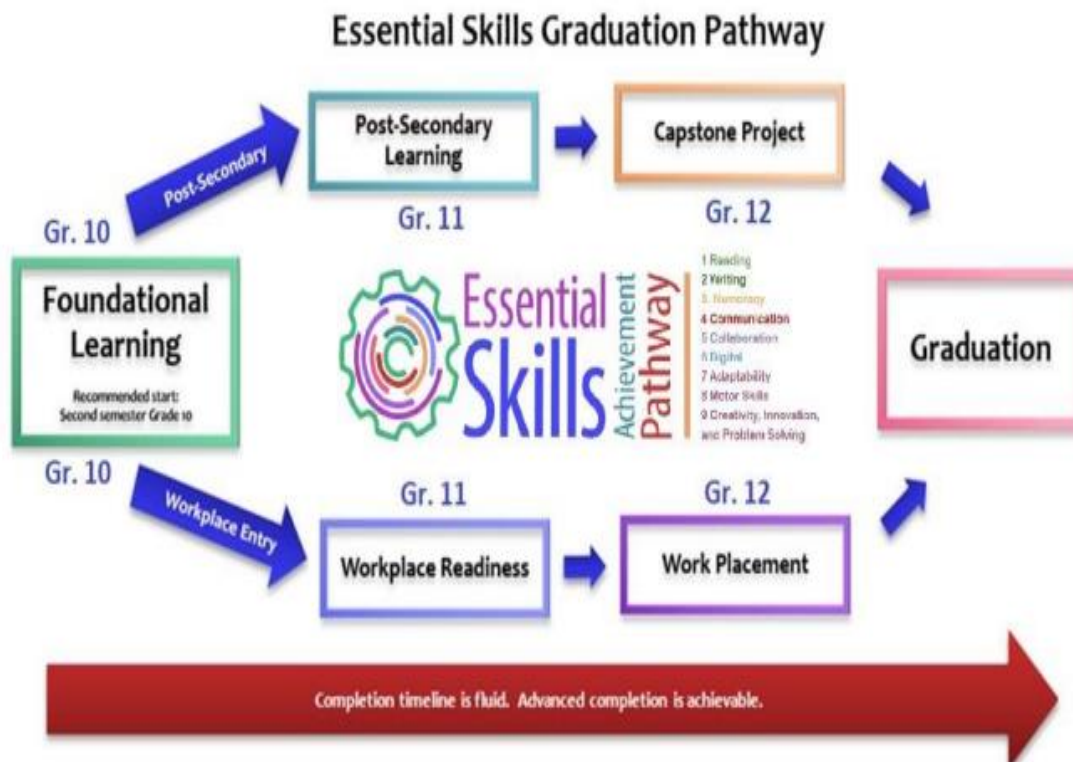 Essential Skills Graduation Pathway
Post-Secondary
Post-Secondary
Learning
Capstone Project
Gr. 10
Gr. 11
Gr. 12
Foundational
Learning
Recommended start:
Second semester Grade 10
Essential
Skills
Achievement
Pathway
1 Reading
2 Writing
3. Numeracy
4 Communication
5 Collaboration
6 Digital
7 Adaptability
8 Motor Skills
9 Creativity, Innovation,
and Problem Solving
Graduation
Gr. 10
Gr. 11
Gr. 12
Workplace Entry
Workplace Readiness
Work Placement
Completion timeline is fluid. Advanced completion is achievable.